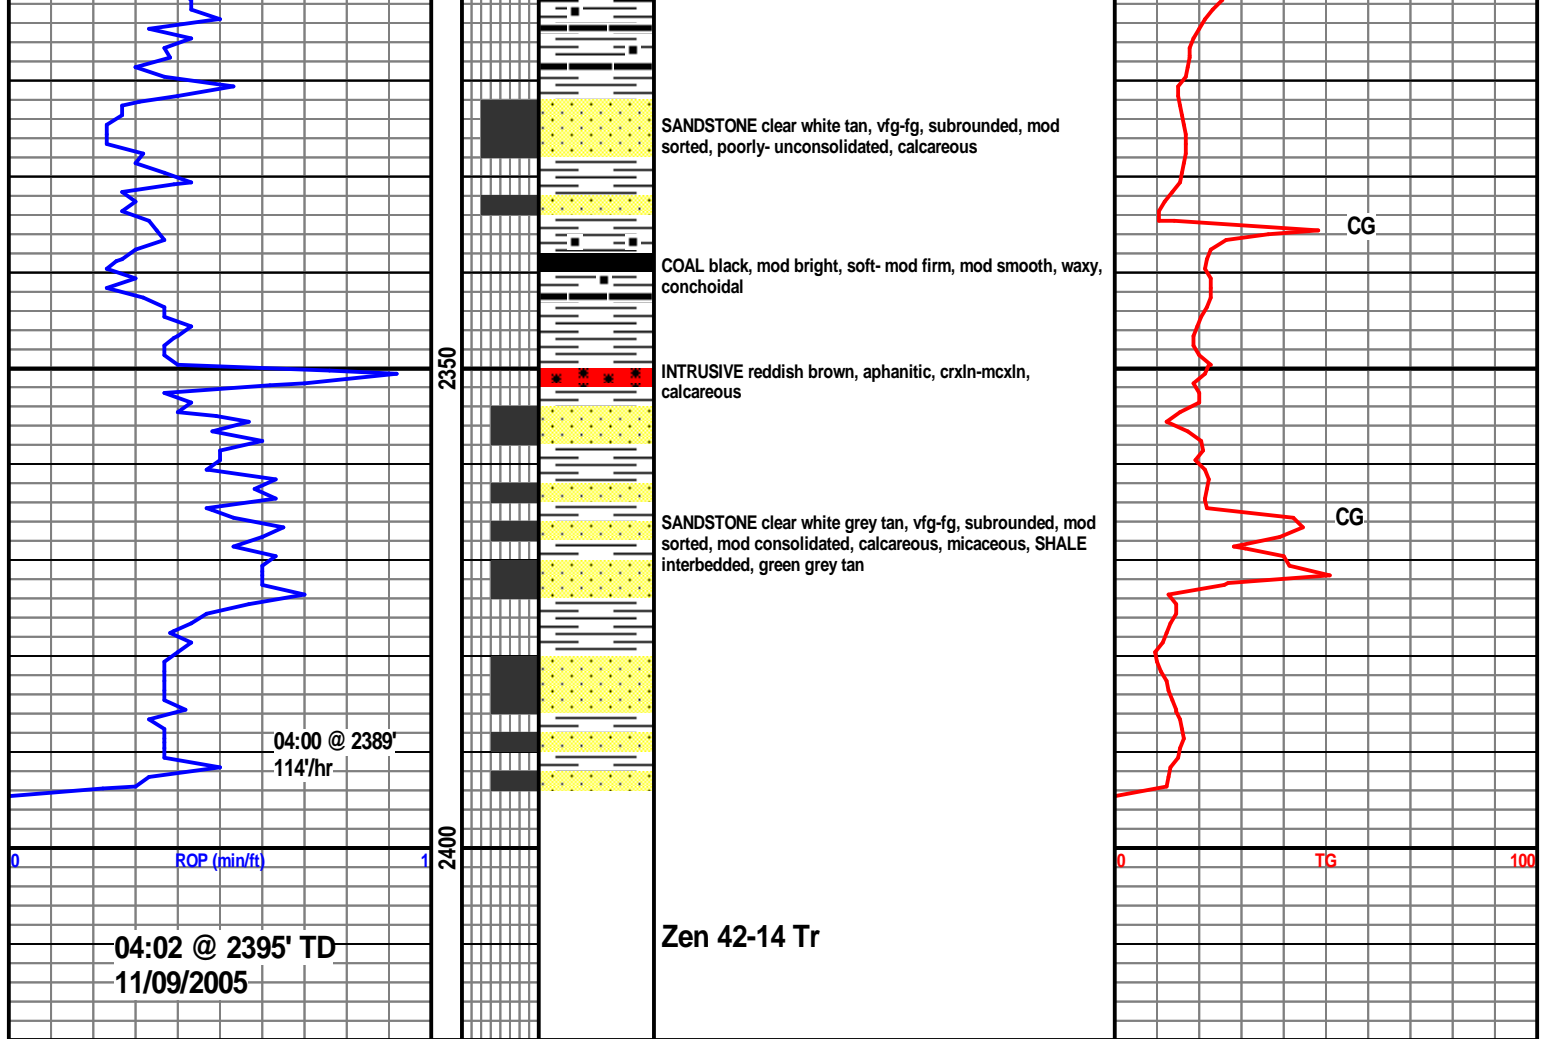 SANDSTONE clear white tan, vfg-fg, subrounded, mod
sorted, poorly- unconsolidated, calcareous
CG
COAL black, mod bright, soft- mod firm, mod smooth, waxy,
conchoidal
2350
INTRUSIVE reddish brown, aphanitic, crxln-mcxln,
calcareous
CG
SANDSTONE clear white grey tan, vfg-fg, subrounded, mod
sorted, mod consolidated, calcareous, micaceous, SHALE
interbedded, green grey tan
04:00 @ 2389'
114'/hr
2400
0 ROP (min/ft) 1
0 TG 100
Zen 42-14 Tr
04:02 @ 2395' TD
11/09/2005